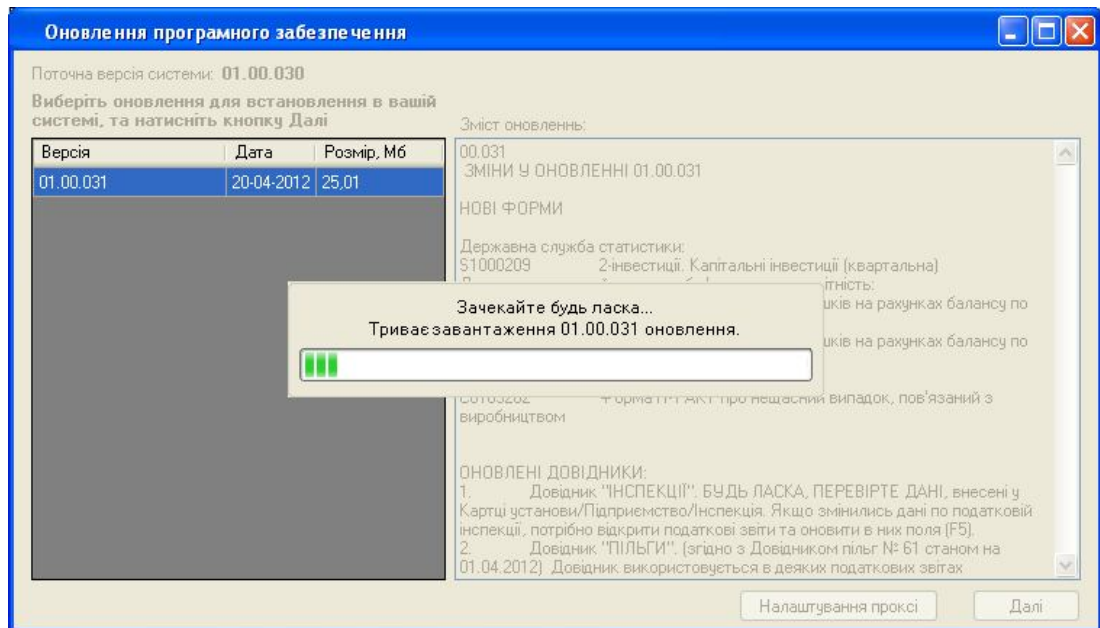 Оновлення програмного забезпечення
Поточна версія системи: 01.00.030
Виберіть оновлення для встановлення в вашій
системі, та натисніть кнопку Далі
Зміст оновленнь:
Версія Дата Розмір, Мб
01.00.031 20-04-2012 25,01
00.031
ЗМІНИ У ОНОВЛЕННІ 01.00.031
НОВІ ФОРМИ
Державна служба статистики:
S1000209 2-інвестиції. Капітальні інвестиції (квартальна)
на рахунках балансу по
на рахунках балансу по
Зачекайте будь ласка...
Триває завантаження 01.00.031 оновлення.
про нещасний випадок, пов'язаний з
виробництвом
ОНОВЛЕНІ ДОВІДНИКИ:
1. Довідник "ІНСПЕКЦІЇ". БУДЬ ЛАСКА, ПЕРЕВІРТЕ ДАНІ, внесені у
Картці установи/Підприємство/Інспекція. Якщо змінились дані по податковій
інспекції, потрібно відкрити податкові звіти та оновити в них поля (F5).
2. Довідник "ПІЛЬГИ". (згідно з Довідником пільг № 61 станом на
01.04.2012) Довідник використовується в деяких податкових звітах
Налаштування проксі
Далі